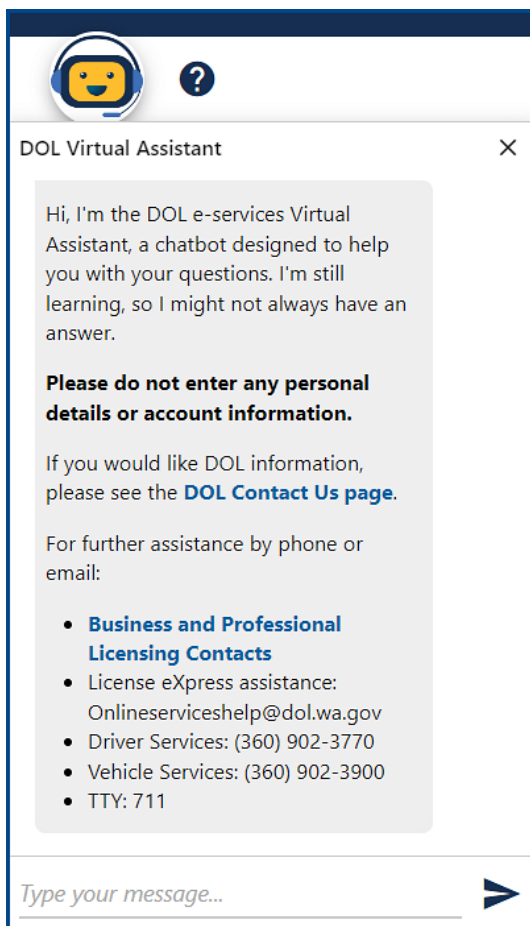 ?
DOL Virtual Assistant
Hi, I'm the DOL e-services Virtual
Assistant, a chatbot designed to help
you with your questions. I'm still
learning, so I might not always have an
answer.
Please do not enter any personal
details or account information.
If you would like DOL information,
please see the DOL Contact Us page.
For further assistance by phone or
email:
• Business and Professional
Licensing Contacts
• License eXpress assistance:
Onlineserviceshelp@dol.wa.gov
• Driver Services: (360) 902-3770
• Vehicle Services: (360) 902-3900
• TTY: 711
Type your message...